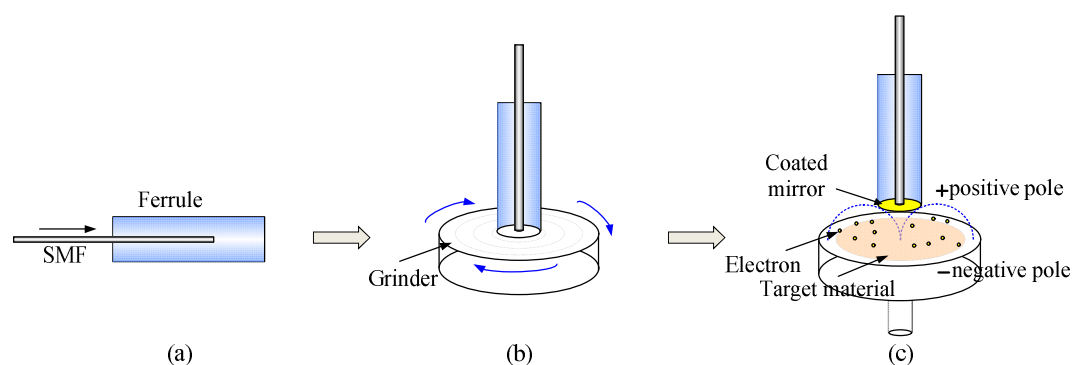 Ferrule
SMF
(a)
Grinder
(b)
Coated
mirror
+positive pole
Electron
−negative pole
Target material
(c)